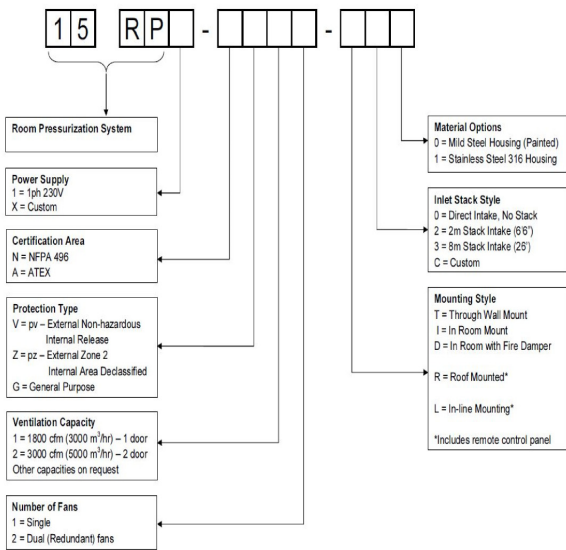 15 RP - -
Room Pressurization System
Power Supply
1 = 1ph 230V
X = Custom
Certification Area
N = NFPA 496
A = ATEX
Protection Type
V = pv – External Non-hazardous
Internal Release
Z = pz – External Zone 2
Internal Area Declassified
G = General Purpose
Ventilation Capacity
1 = 1800 cfm (3000 m³/hr) – 1 door
2 = 3000 cfm (5000 m³/hr) – 2 door
Other capacities on request
Number of Fans
1 = Single
2 = Dual (Redundant) fans
Material Options
0 = Mild Steel Housing (Painted)
1 = Stainless Steel 316 Housing
Inlet Stack Style
0 = Direct Intake, No Stack
2 = 2m Stack Intake (6'6")
3 = 8m Stack Intake (26')
C = Custom
Mounting Style
T = Through Wall Mount
I = In Room Mount
D = In Room with Fire Damper
R = Roof Mounted*
L = In-line Mounting*
*Includes remote control panel